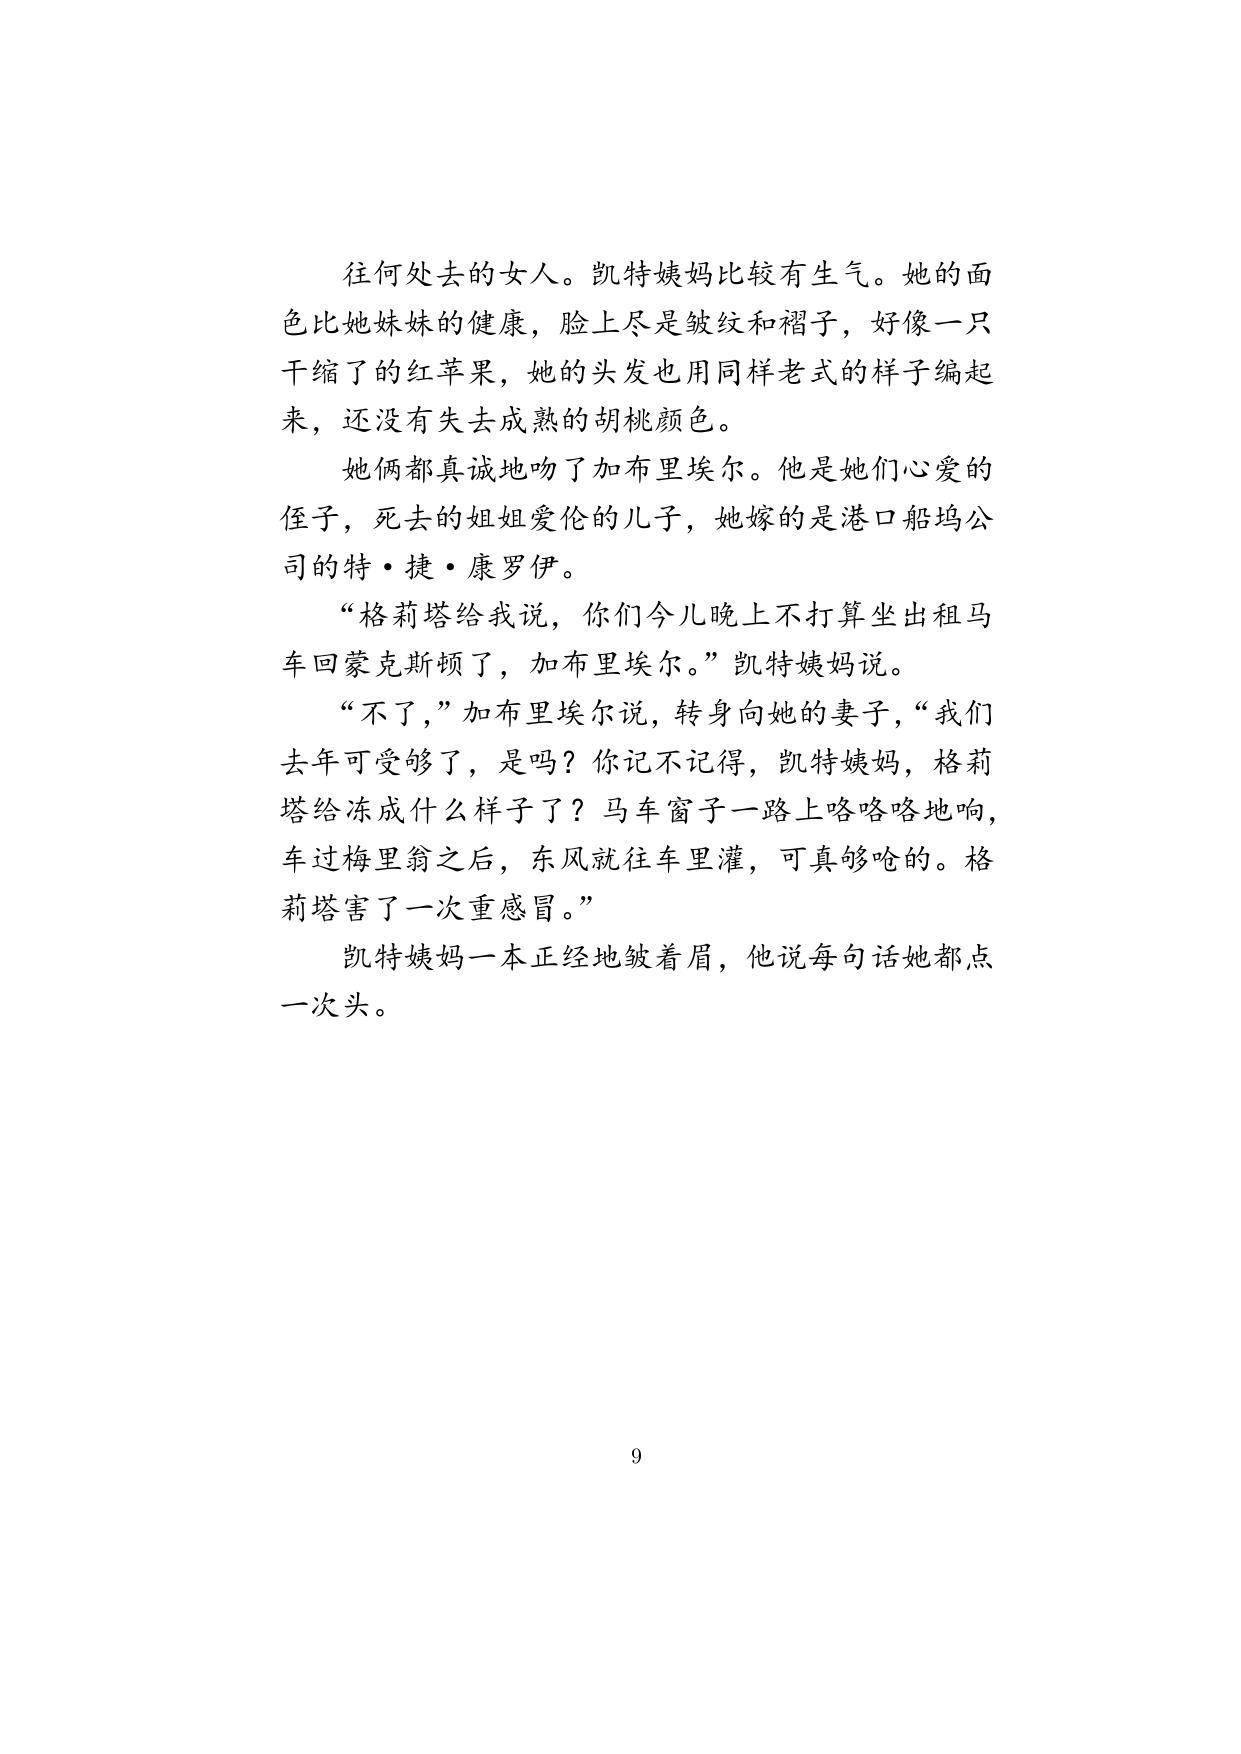 往何处去的女人。凯特姨妈比较有生气。她的面
色比她妹妹的健康，脸上尽是皱纹和褶子，好像一只
干缩了的红苹果，她的头发也用同样老式的样子编起
来，还没有失去成熟的胡桃颜色。
她俩都真诚地吻了加布里埃尔。他是她们心爱的
侄子，死去的姐姐爱伦的儿子，她嫁的是港口船坞公
司的特·捷·康罗伊。
“格莉塔给我说，你们今儿晚上不打算坐出租马
车回蒙克斯顿了，加布里埃尔。”凯特姨妈说。
“不了，”加布里埃尔说，转身向她的妻子，“我们
去年可受够了，是吗？你记不记得，凯特姨妈，格莉
塔给冻成什么样子了？马车窗子一路上咯咯咯地响，
车过梅里翁之后，东风就往车里灌，可真够呛的。格
莉塔害了一次重感冒。”
凯特姨妈一本正经地皱着眉，他说每句话她都点
一次头。
9